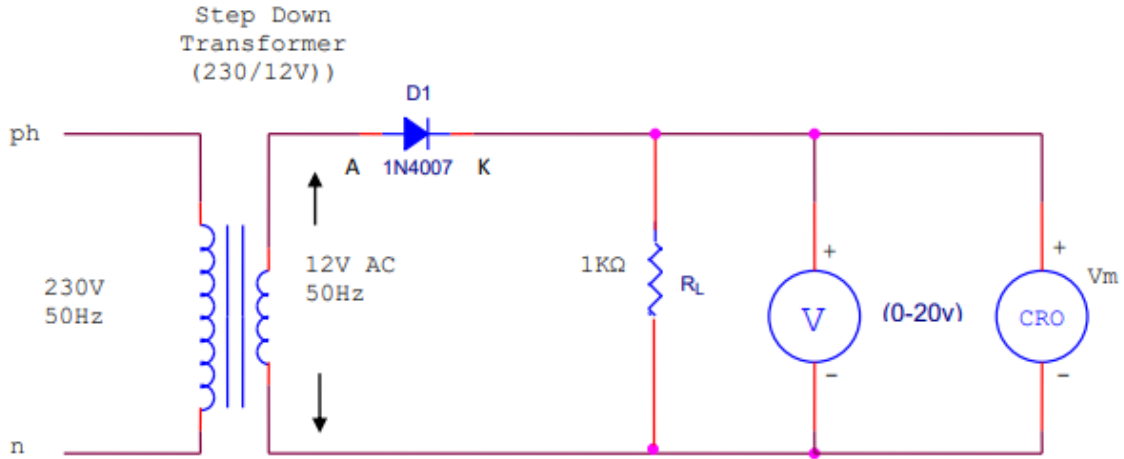 Step Down
Transformer
(230/12V))
D1
ph
A 1N4007 K
12V AC
50Hz
1KΩ
RL
230V
50Hz
+
V
-
(0-20v)
+
Vm
CRO
-
n